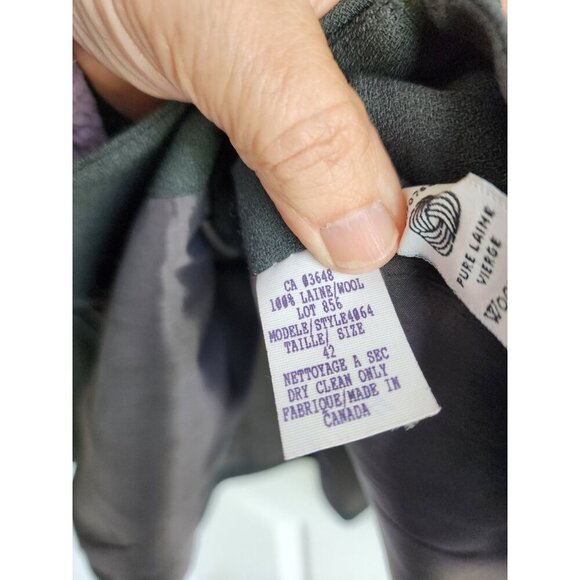 CA 03648
100% LAINE/WOOL
LOT 856
MODELE/STYLE4064
TAILLE/ SIZE
42
NETTOYAGE A SEC
DRY CLEAN ONLY
FABRIQUE/MADE IN
CANADA
PURE LAINE
VIERGE